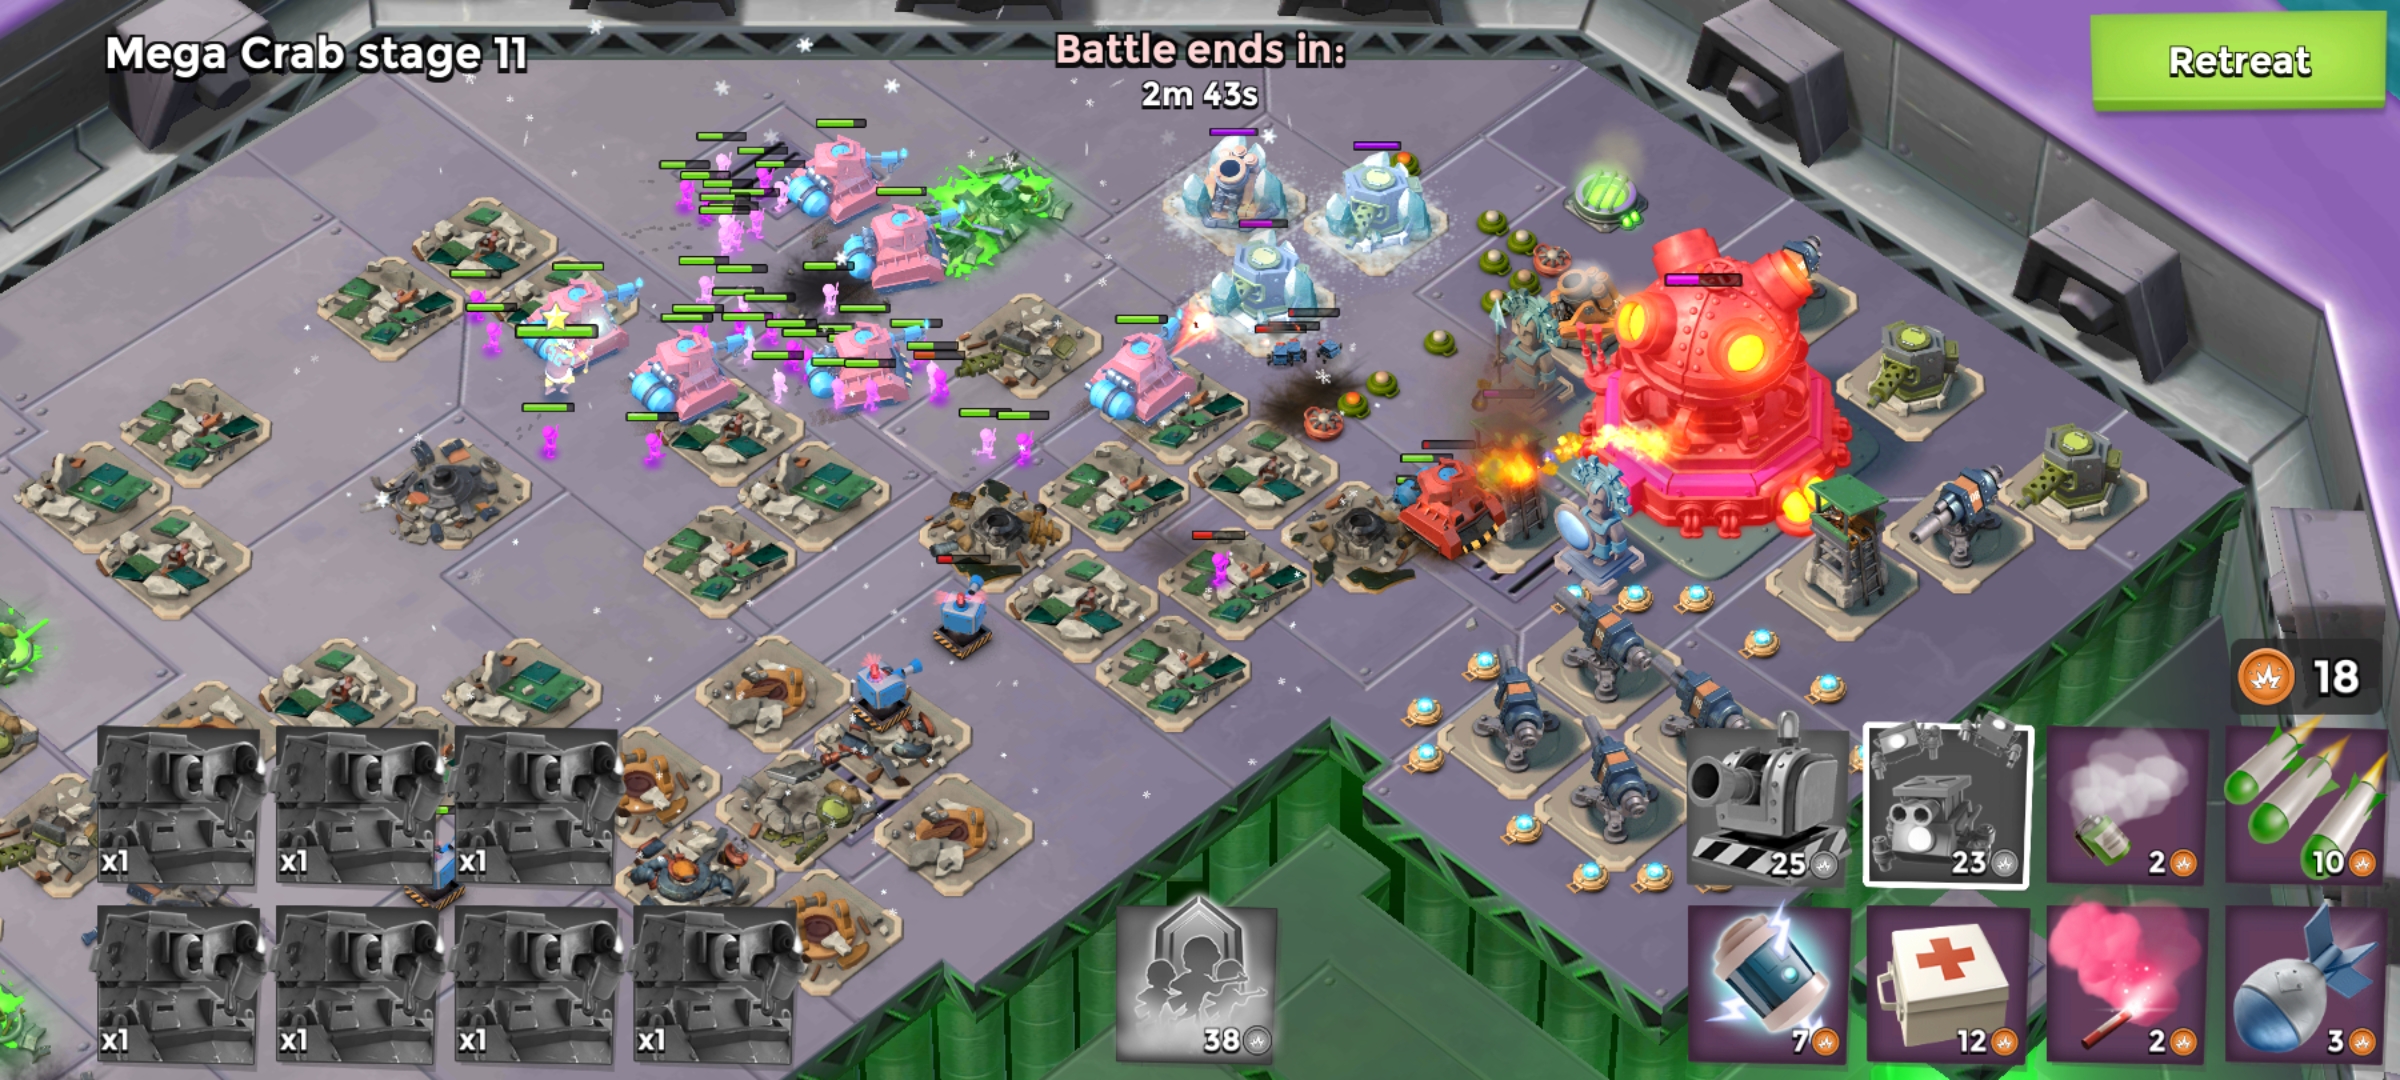 Mega Crab stage 11
Battle ends in:
2m 43s
Retreat
18
x1
x1
x1
25
23
2
10
x1
x1
x1
x1
38
7
12
2
3